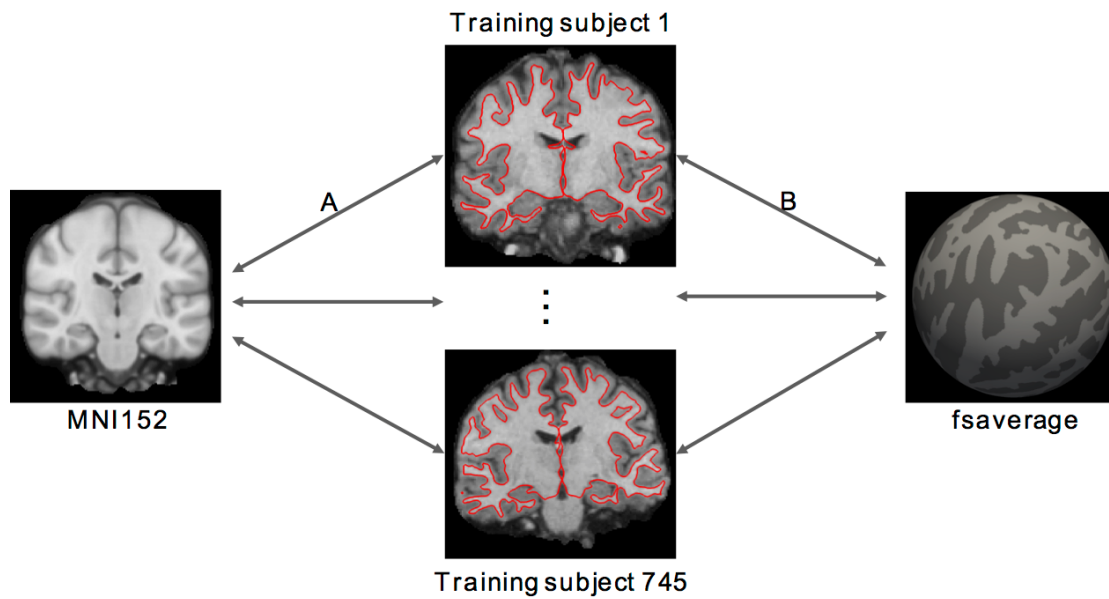 Training subject 1
A
B
⋮
MNI152
fsaverage
Training subject 745